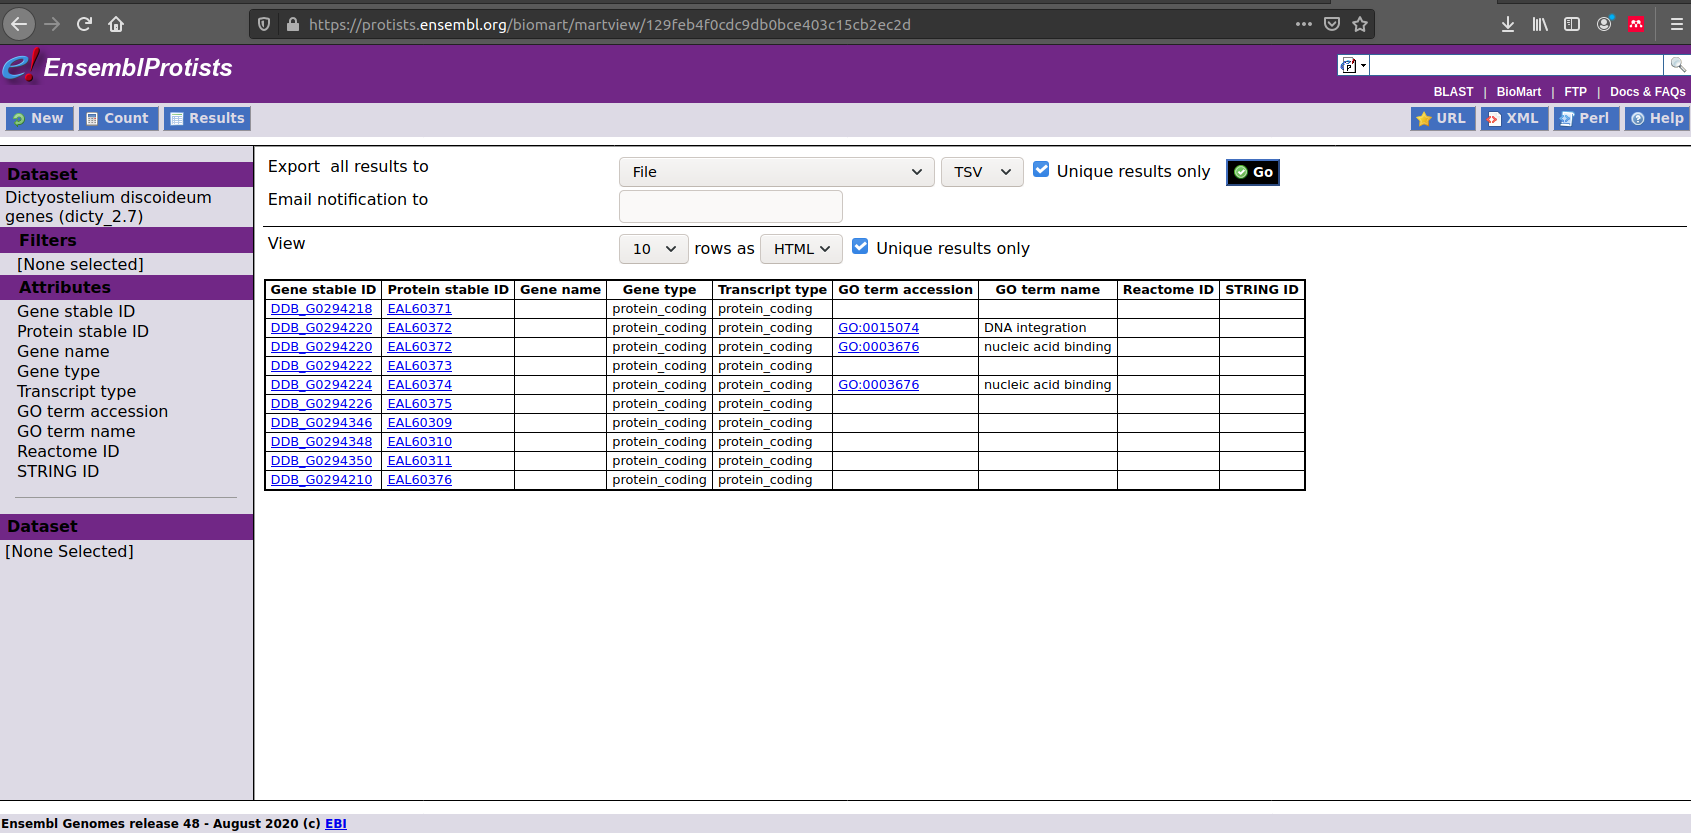 https://protists.ensembl.org/biomart/martview/129feb4f0cdc9db0bce403c15cb2ec2d
e! EnsemblProtists
BLAST | BioMart | FTP | Docs & FAQs
New Count Results URL XML Perl Help
Dataset
Dictyostelium discoideum
genes (dicty_2.7)
Filters
[None selected]
Attributes
Gene stable ID
Protein stable ID
Gene name
Gene type
Transcript type
GO term accession
GO term name
Reactome ID
STRING ID
Dataset
[None Selected]
Export all results to File TSV Unique results only Go
Email notification to
View 10 rows as HTML Unique results only
Gene stable ID Protein stable ID Gene name Gene type Transcript type GO term accession GO term name Reactome ID STRING ID
DDB_G0294218 EAL60371 protein_coding protein_coding
DDB_G0294220 EAL60372 protein_coding protein_coding GO:0015074 DNA integration
DDB_G0294220 EAL60372 protein_coding protein_coding GO:0003676 nucleic acid binding
DDB_G0294222 EAL60373 protein_coding protein_coding
DDB_G0294224 EAL60374 protein_coding protein_coding GO:0003676 nucleic acid binding
DDB_G0294226 EAL60375 protein_coding protein_coding
DDB_G0294346 EAL60309 protein_coding protein_coding
DDB_G0294348 EAL60310 protein_coding protein_coding
DDB_G0294350 EAL60311 protein_coding protein_coding
DDB_G0294210 EAL60376 protein_coding protein_coding
Ensembl Genomes release 48 - August 2020 (c) EBI